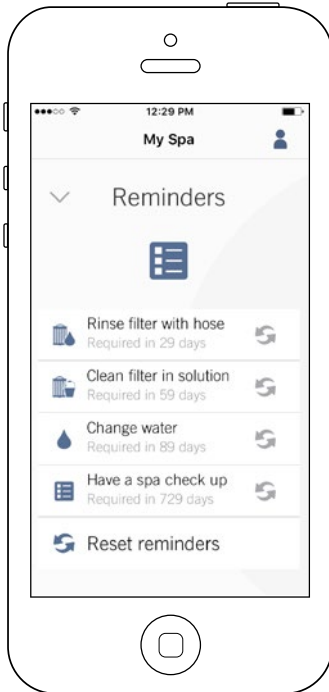 12:29 PM
My Spa
Reminders
Rinse filter with hose
Required in 29 days
Clean filter in solution
Required in 59 days
Change water
Required in 89 days
Have a spa check up
Required in 729 days
Reset reminders